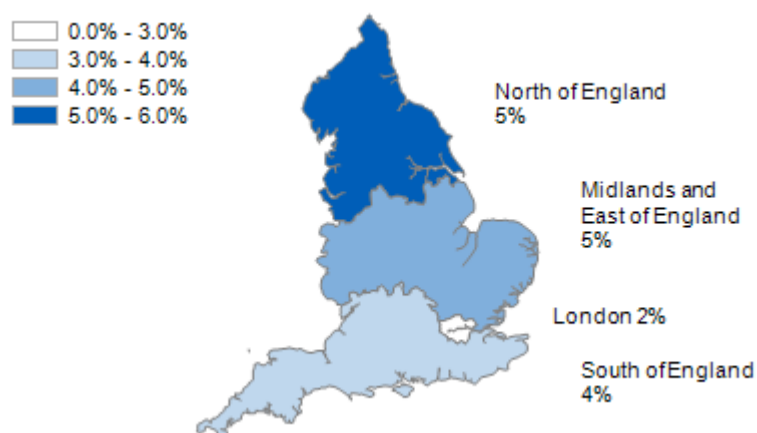 0.0% - 3.0%
3.0% - 4.0%
4.0% - 5.0%
5.0% - 6.0%
North of England
5%
Midlands and
East of England
5%
London 2%
South of England
4%